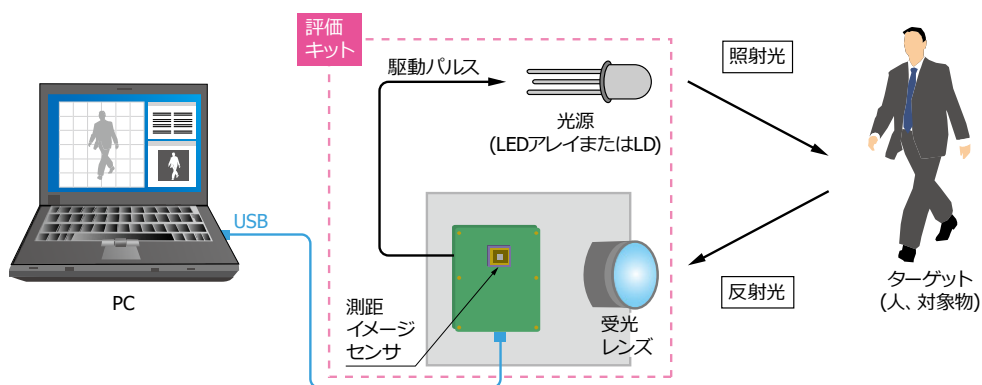 評価
キット
駆動パルス
光源
(LEDアレイまたはLD)
照射光
USB
PC
測距
イメージ
センサ
受光
レンズ
反射光
ターゲット
(人、対象物)